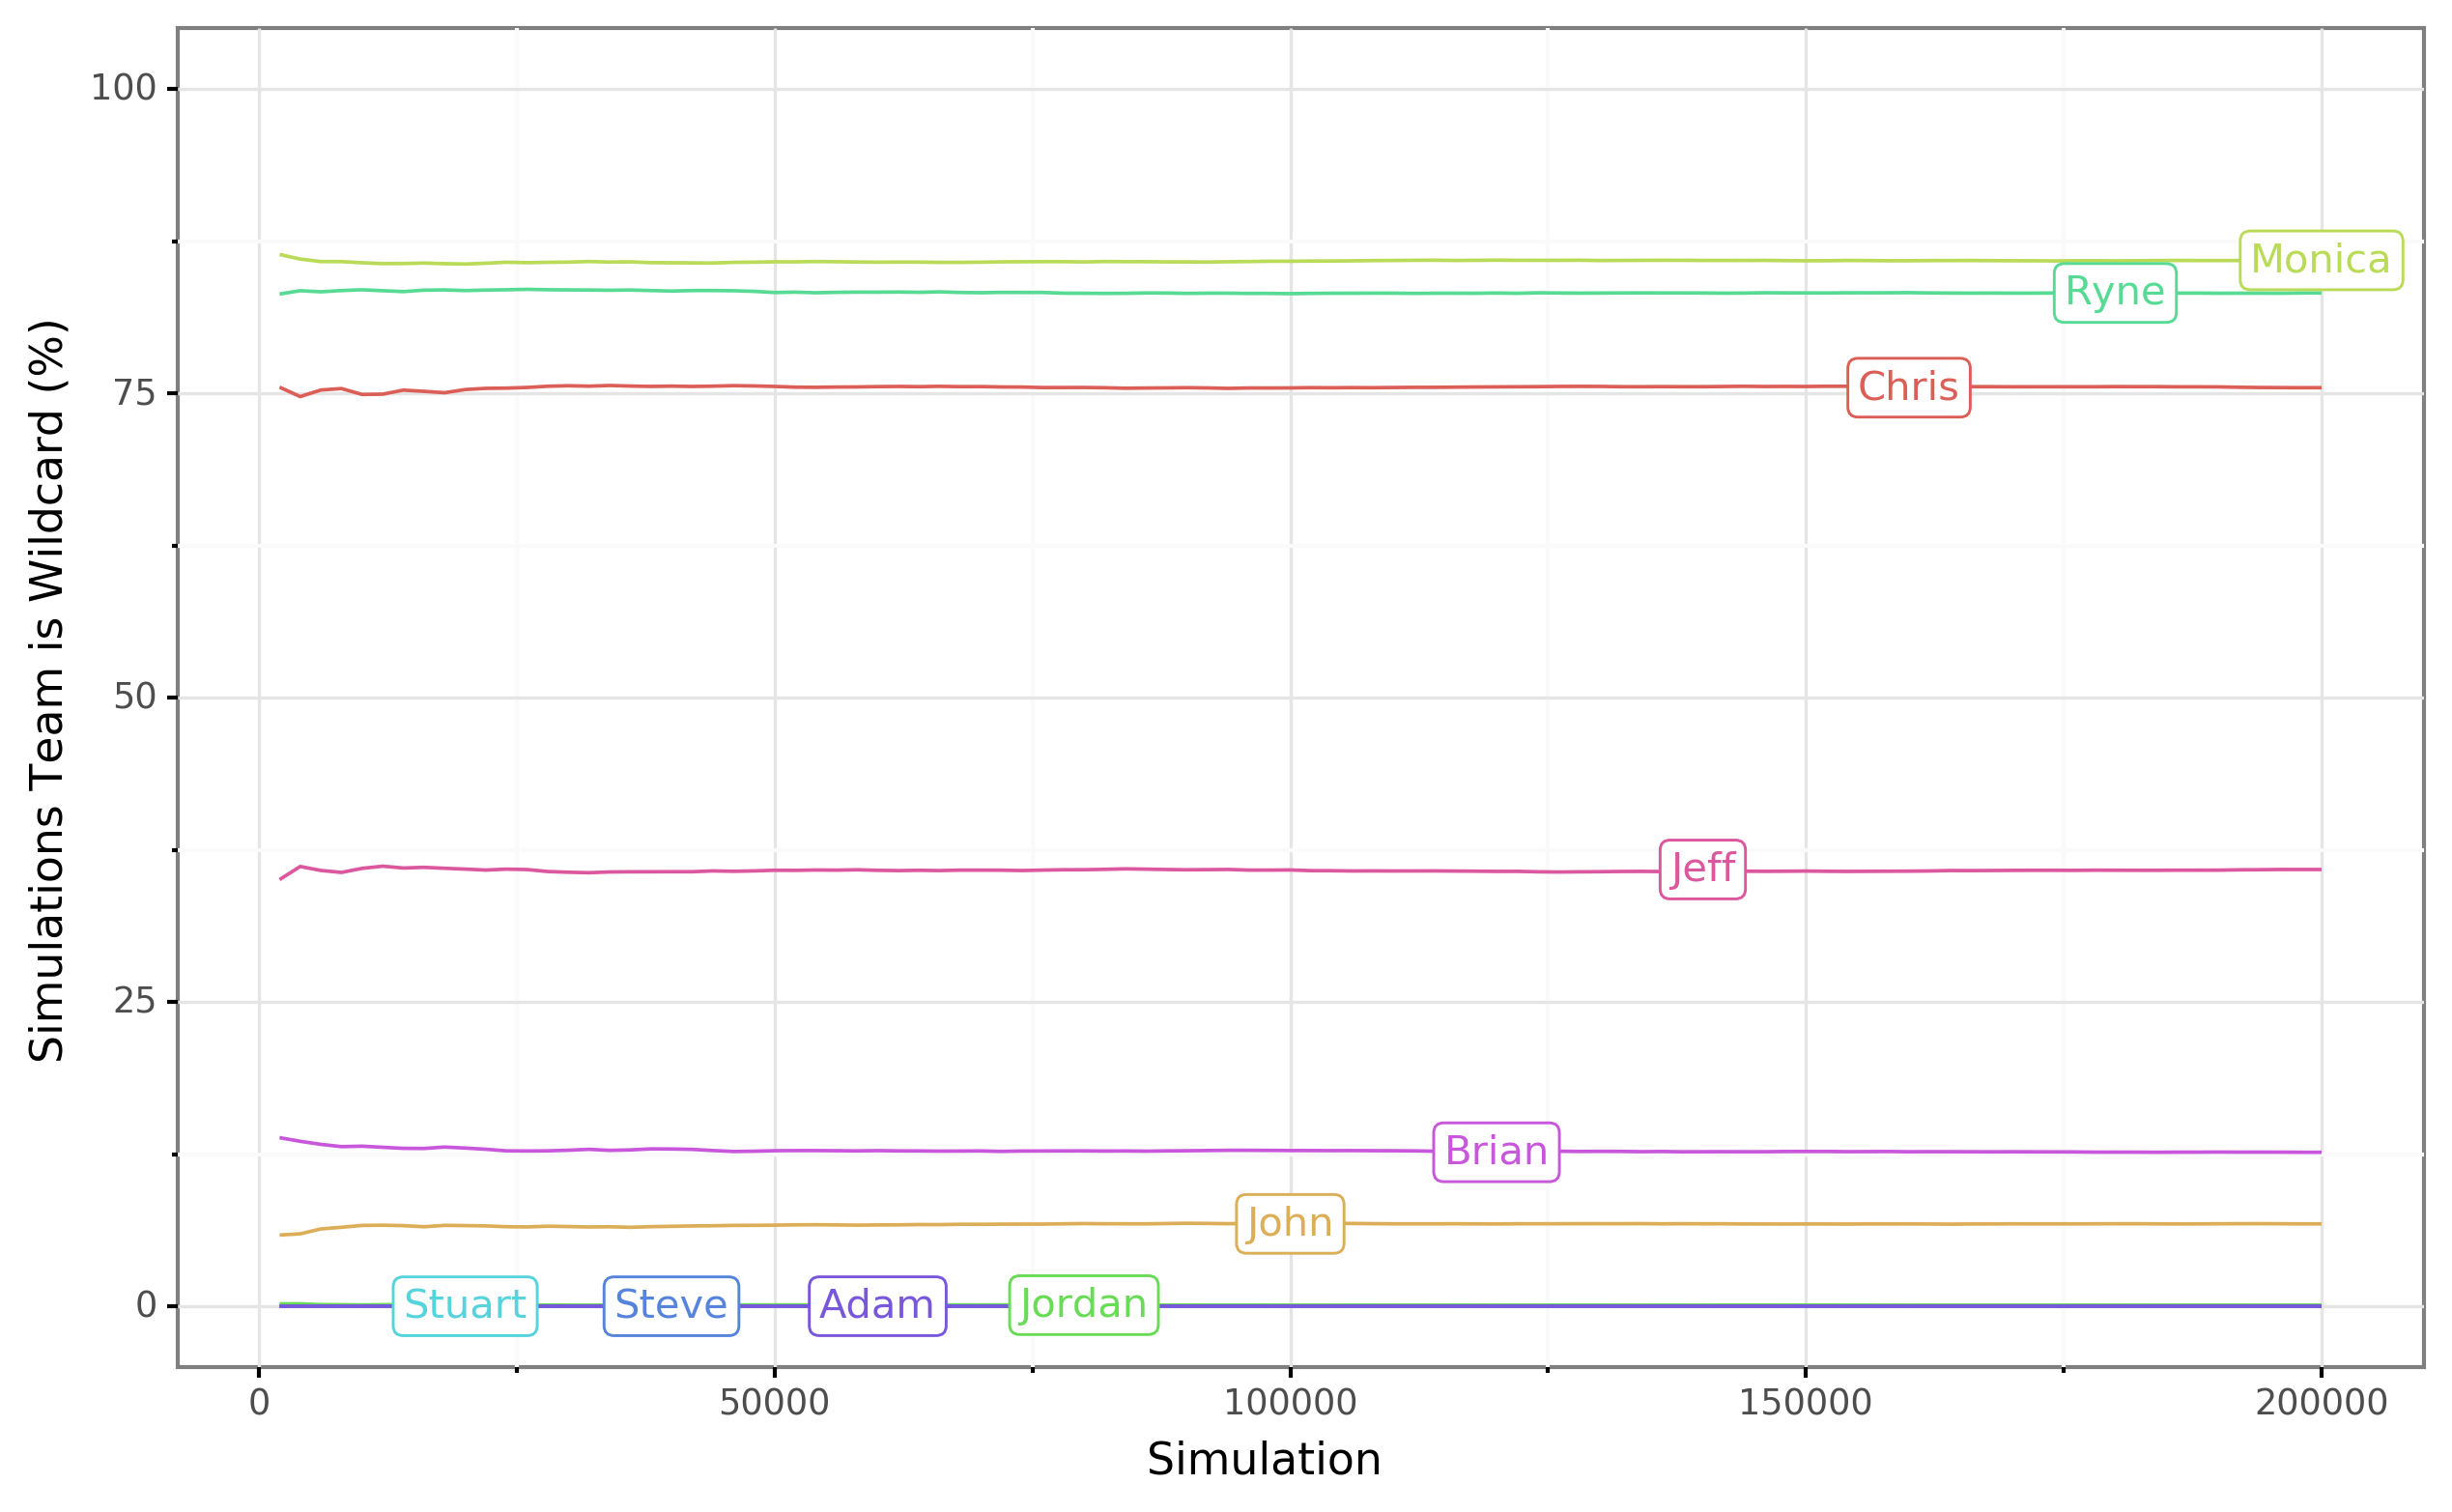 Simulations Team is Wildcard (%)
100
75
50
25
0
Monica
Ryne
Chris
Jeff
Brian
John
Stuart
Steve
Adam
Jordan
0
50000
100000
150000
200000
Simulation